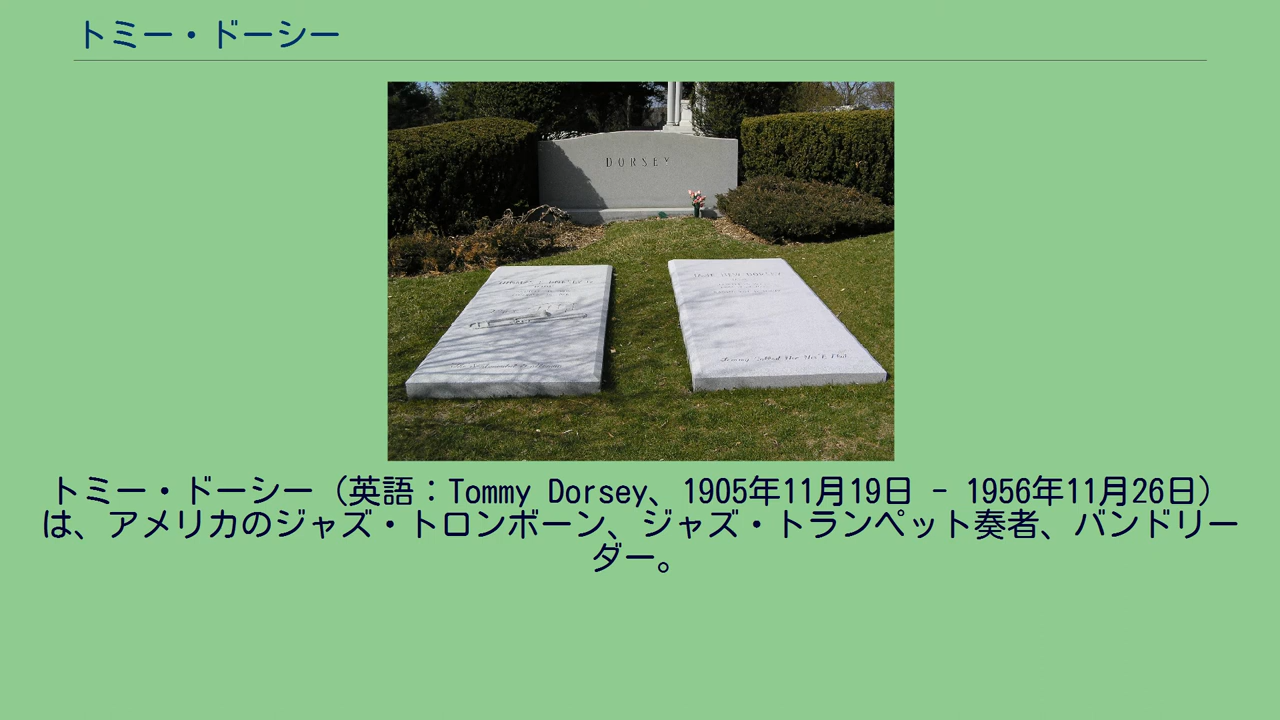 トミー・ドーシー
DORSEY
トミー・ドーシー（英語：Tommy Dorsey、1905年11月19日 - 1956年11月26日）
は、アメリカのジャズ・トロンボーン、ジャズ・トランペット奏者、バンドリー
ダー。